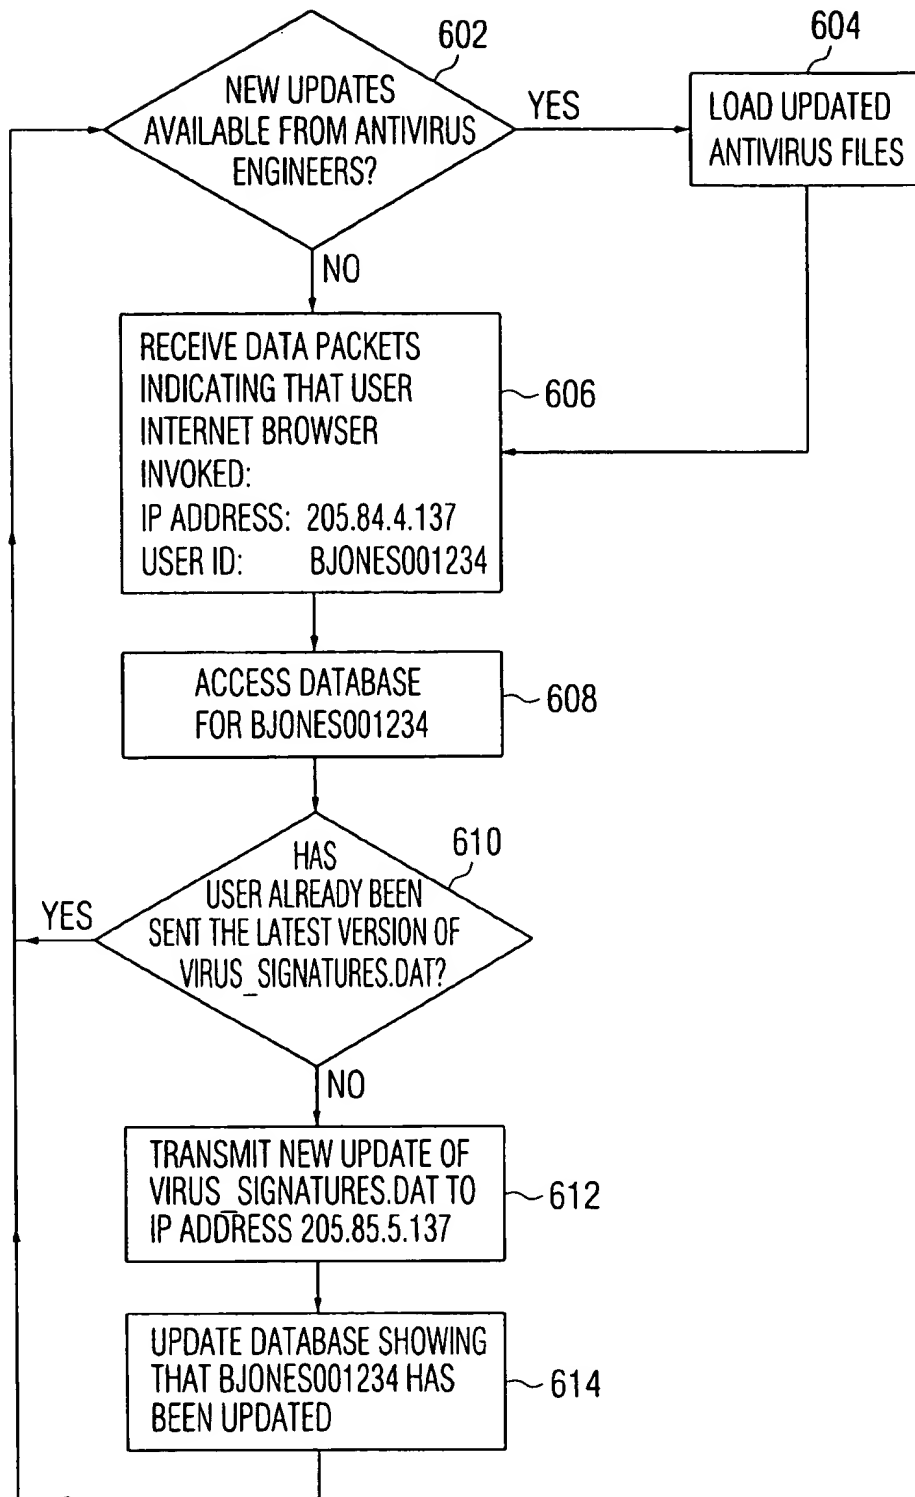 602
NEW UPDATES
AVAILABLE FROM ANTIVIRUS
ENGINEERS?
YES
604
LOAD UPDATED
ANTIVIRUS FILES
NO
RECEIVE DATA PACKETS
INDICATING THAT USER
INTERNET BROWSER
INVOKED:
IP ADDRESS: 205.84.4.137
USER ID: BJONES001234
606
ACCESS DATABASE
FOR BJONES001234
608
HAS
USER ALREADY BEEN
SENT THE LATEST VERSION OF
VIRUS_SIGNATURES.DAT?
610
YES
NO
TRANSMIT NEW UPDATE OF
VIRUS_SIGNATURES.DAT TO
IP ADDRESS 205.85.5.137
612
UPDATE DATABASE SHOWING
THAT BJONES001234 HAS
BEEN UPDATED
614